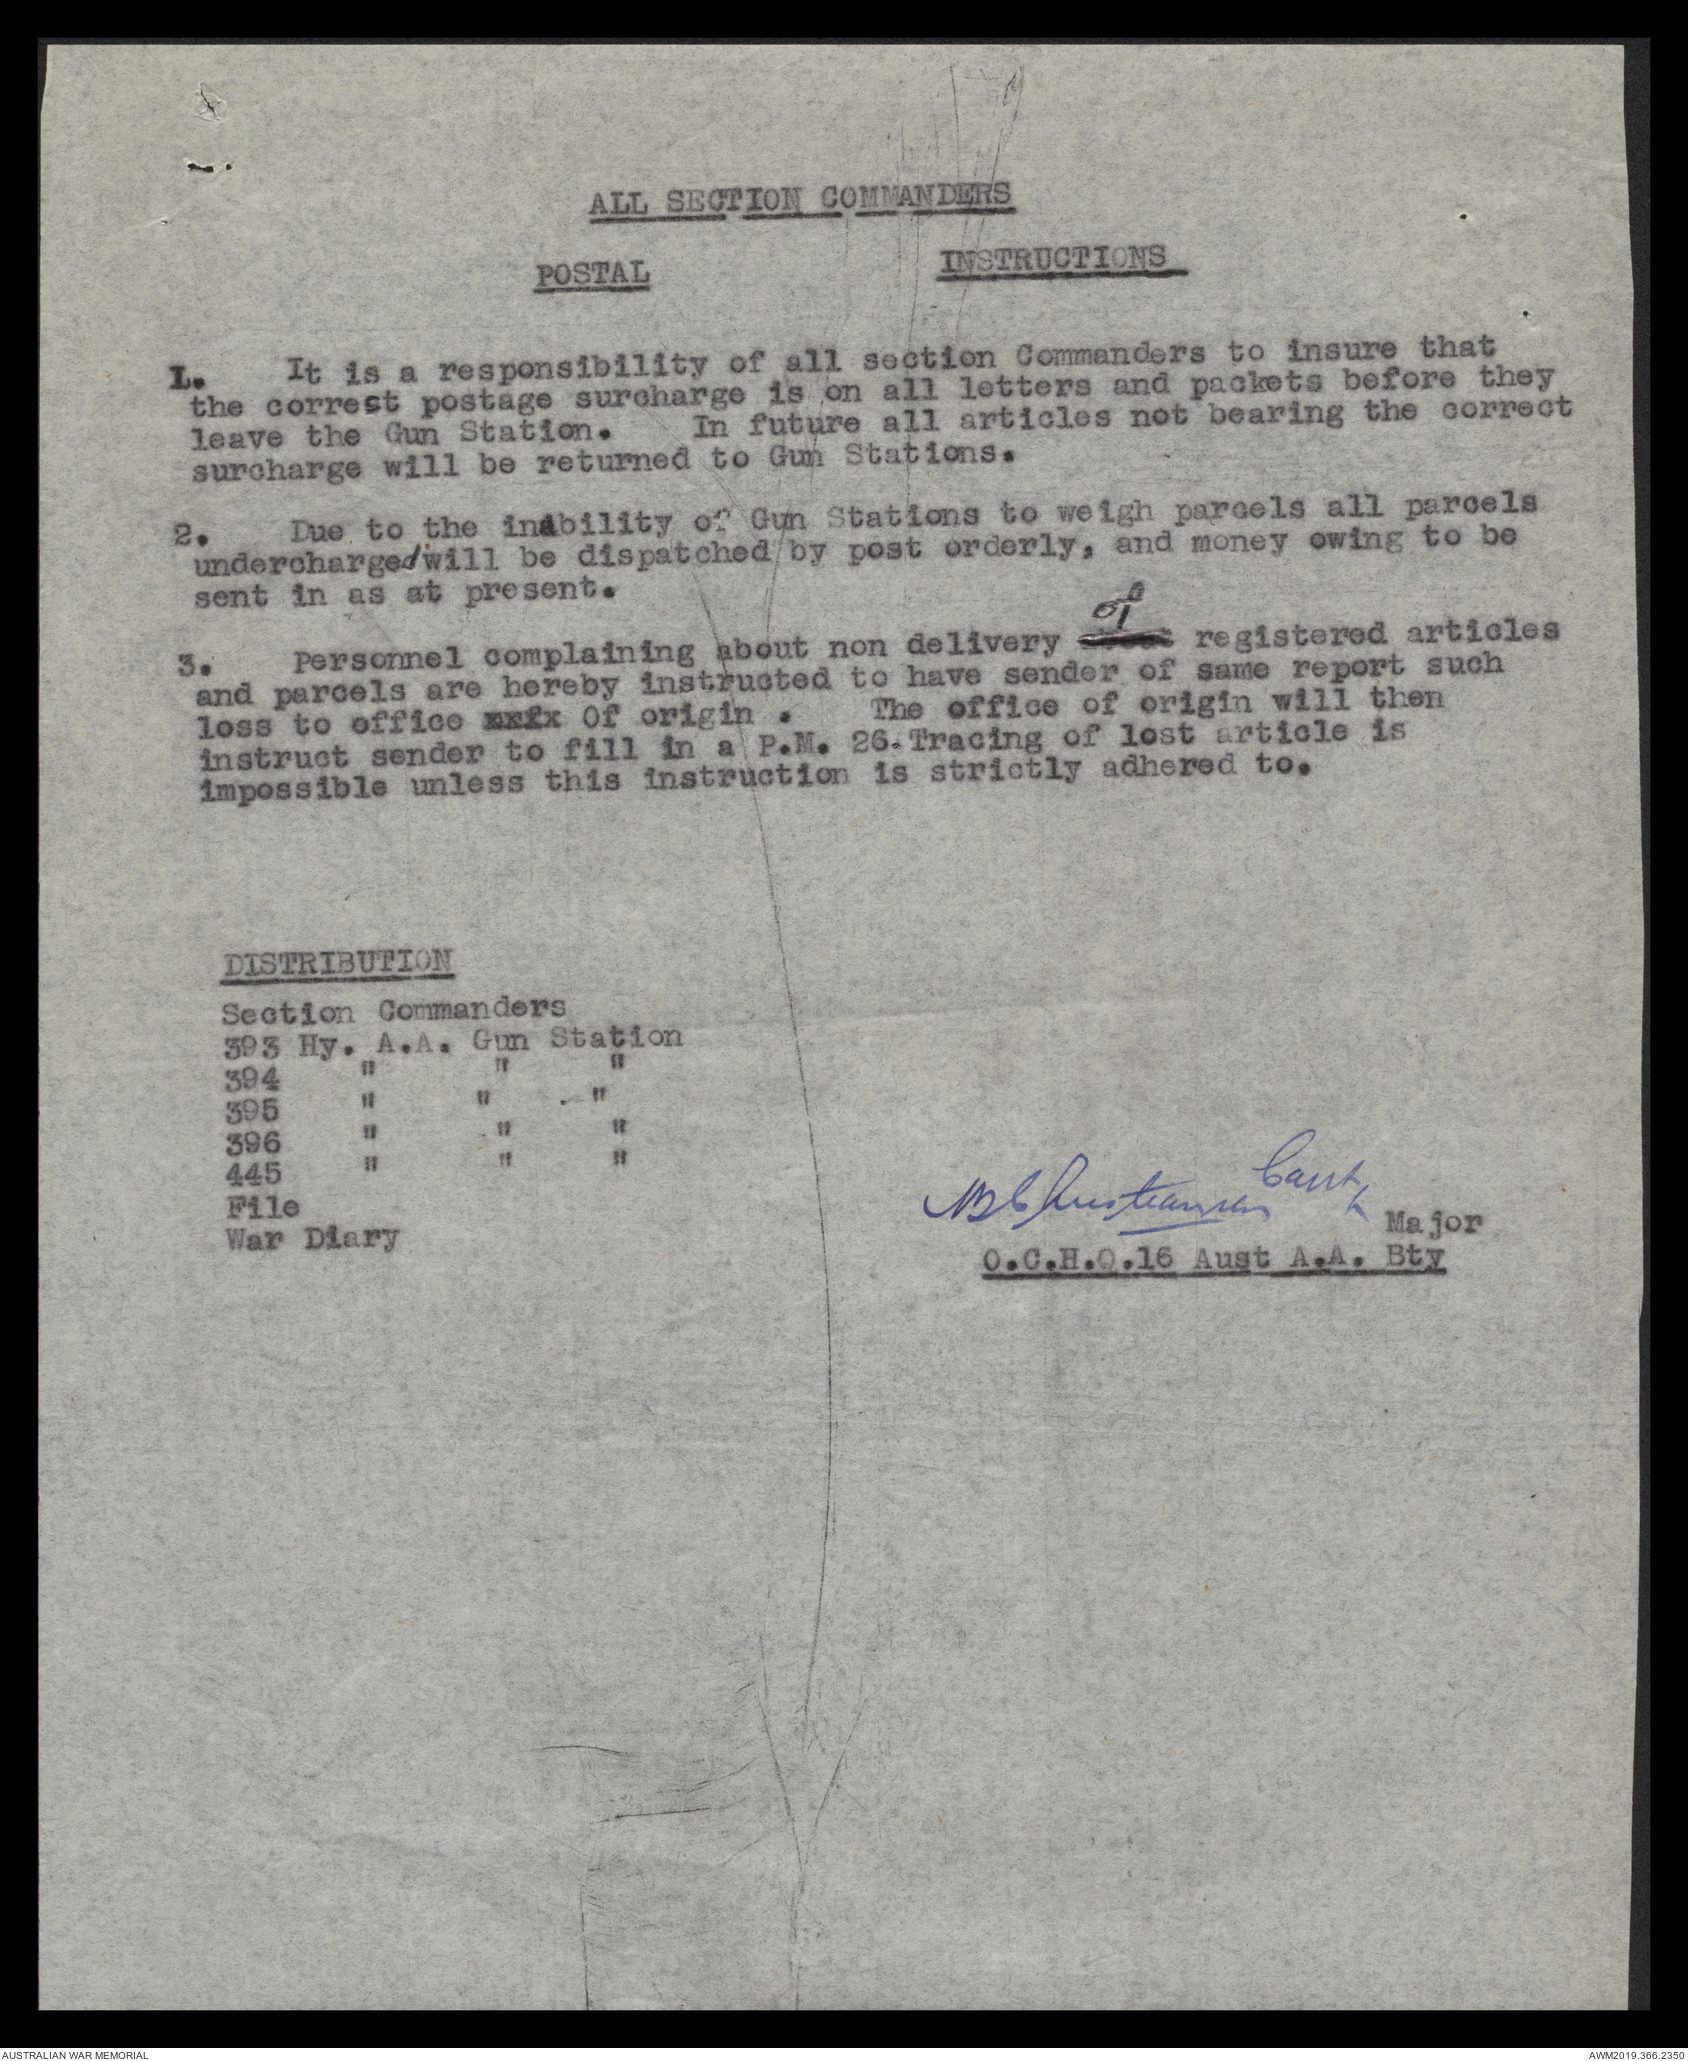 ALL SECTION COMMANDERS
POSTAL INSTRUCTIONS
1. It is a responsibility of all section Commanders to insure that
the correct postage surcharge is on all letters and packets before they
leave the Gun Station. In future all articles not bearing the correct
surcharge will be returned to Gun Stations.
2. Due to the inability of Gun Stations to weigh parcels all parcels
undercharged will be dispatched by post orderly, and money owing to be
sent in as at present.
3. Personnel complaining about non delivery of registered articles
and parcels are hereby instructed to have sender of same report such
loss to office xxfx Of origin . The office of origin will then
instruct sender to fill in a P.M. 26. Tracing of lost article is
impossible unless this instruction is strictly adhered to.
DISTRIBUTION
Section Commanders
393 Hy. A.A. Gun Station
394 " " "
395 " " "
396 " " "
445 " " "
File
War Diary
Christiansen Capt
Major
O.C.H.Q.16 Aust A.A. Bty
AUSTRALIAN WAR MEMORIAL
AWM2019.366.2350